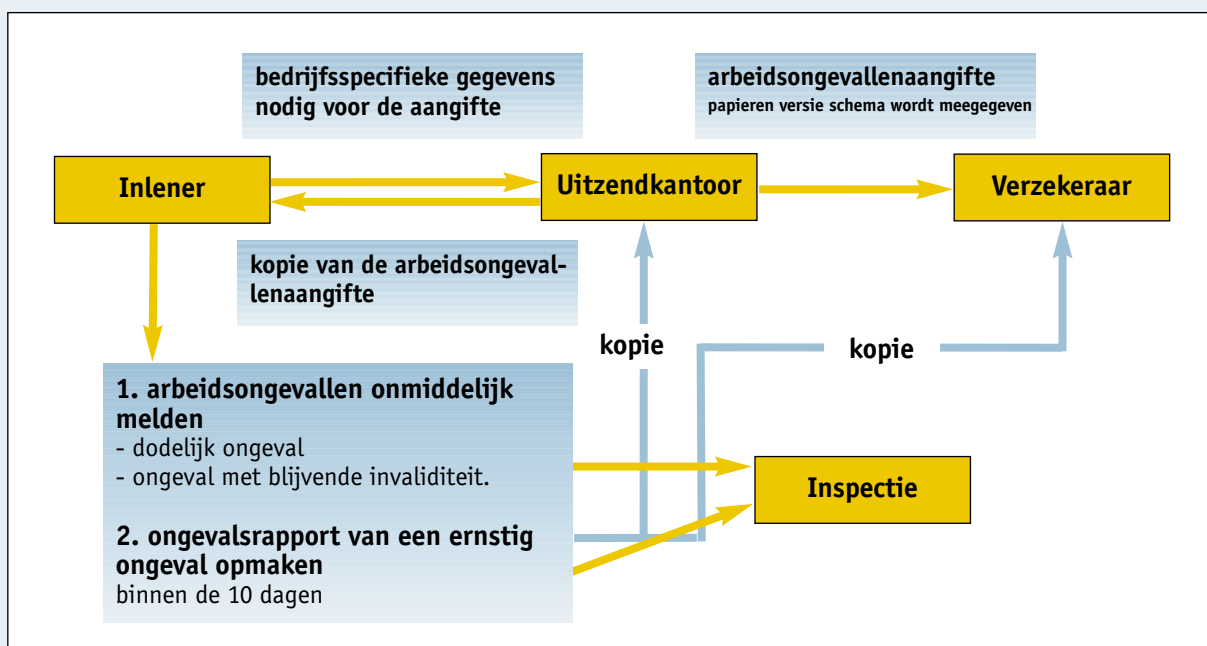 bedrijfsspecifieke gegevens
nodig voor de aangifte
arbeidsongevallenaangifte
papieren versie schema wordt meegegeven
Inlener
Uitzendkantoor
Verzekeraar
kopie van de arbeidsongeval-
lenaangifte
kopie
kopie
1. arbeidsongevallen onmiddelijk
melden
- dodelijk ongeval
- ongeval met blijvende invaliditeit.
Inspectie
2. ongevalsrapport van een ernstig
ongeval opmaken
binnen de 10 dagen